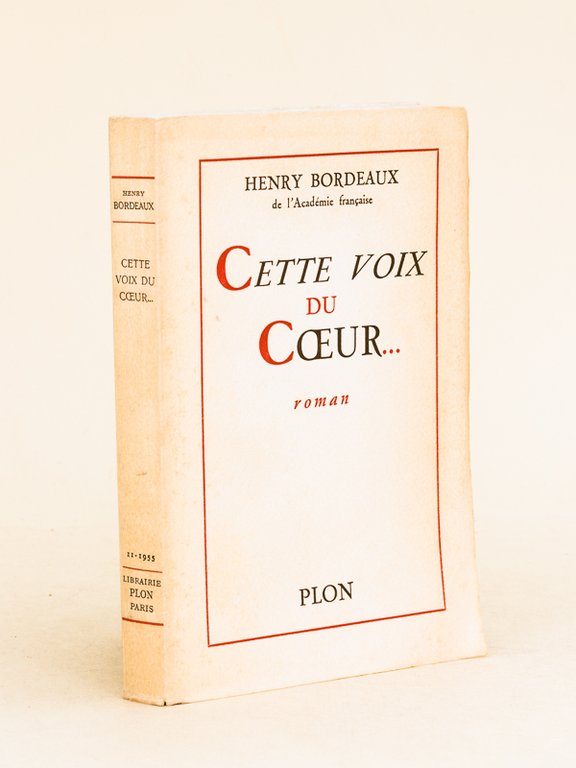 HENRY
BORDEAUX
CETTE
VOIX DU
CŒUR...
11-1955
LIBRAIRIE
PLON
PARIS
HENRY BORDEAUX
de l'Académie française
CETTE VOIX
DU
CŒUR...
roman
PLON